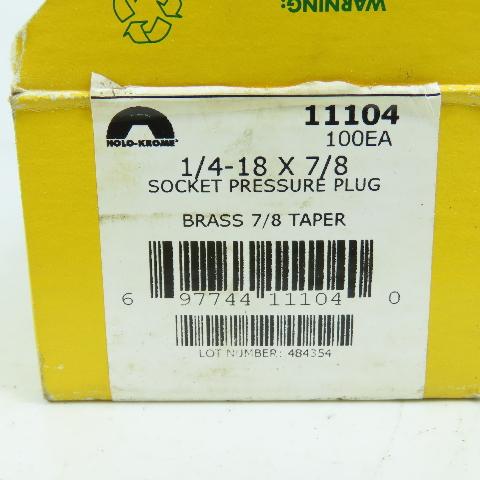 WARNING:
HOLO-KROME
11104
100EA
1/4-18 X 7/8
SOCKET PRESSURE PLUG
BRASS 7/8 TAPER
6 97744 11104 0
LOT NUMBER: 484354